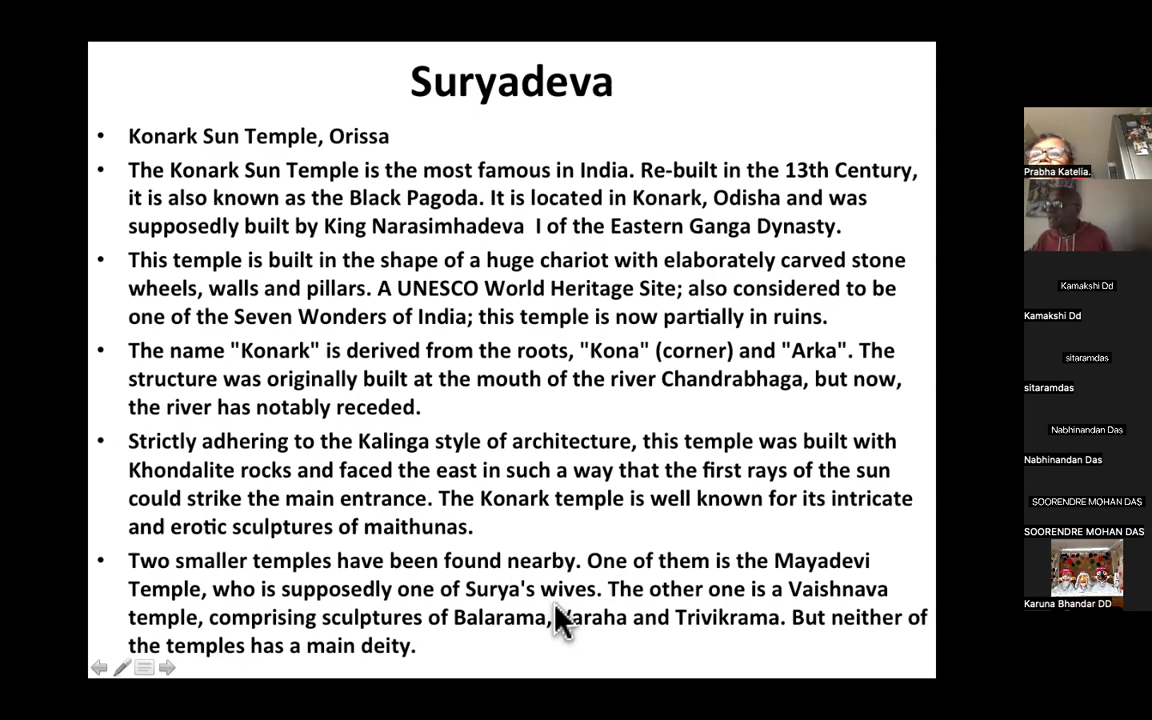 Suryadeva
• Konark Sun Temple, Orissa
• The Konark Sun Temple is the most famous in India. Re-built in the 13th Century,
it is also known as the Black Pagoda. It is located in Konark, Odisha and was
supposedly built by King Narasimhadeva I of the Eastern Ganga Dynasty.
• This temple is built in the shape of a huge chariot with elaborately carved stone
wheels, walls and pillars. A UNESCO World Heritage Site; also considered to be
one of the Seven Wonders of India; this temple is now partially in ruins.
• The name "Konark" is derived from the roots, "Kona" (corner) and "Arka". The
structure was originally built at the mouth of the river Chandrabhaga, but now,
the river has notably receded.
• Strictly adhering to the Kalinga style of architecture, this temple was built with
Khondalite rocks and faced the east in such a way that the first rays of the sun
could strike the main entrance. The Konark temple is well known for its intricate
and erotic sculptures of maithunas.
• Two smaller temples have been found nearby. One of them is the Mayadevi
Temple, who is supposedly one of Surya's wives. The other one is a Vaishnava
temple, comprising sculptures of Balarama, Varaha and Trivikrama. But neither of
the temples has a main deity.
Prabha Katelia.
Kamakshi Dd
Kamakshi Dd
sitaramdas
sitaramdas
Nabhinandan Das
Nabhinandan Das
SOORENDRE MOHAN DAS
SOORENDRE MOHAN DAS
Karuna Bhandar DD